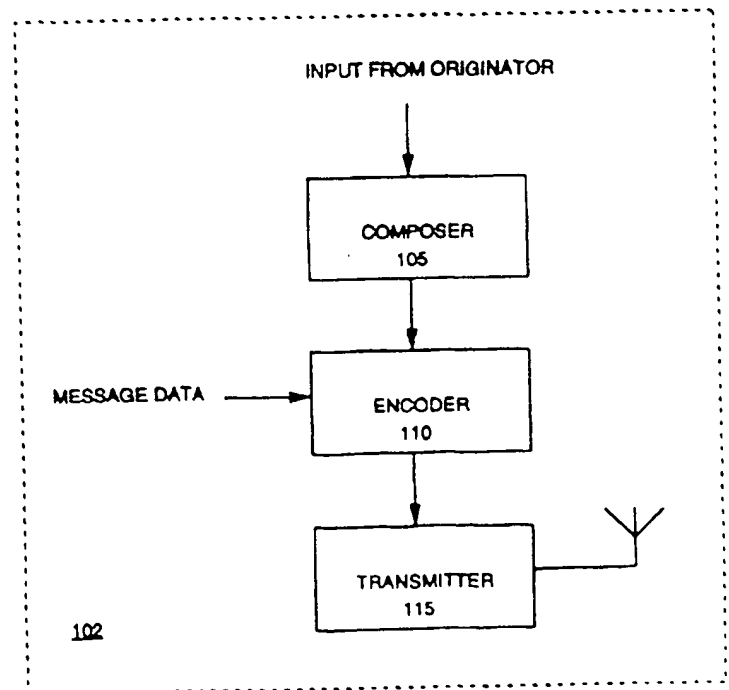 INPUT FROM ORIGINATOR
COMPOSER
105
MESSAGE DATA
ENCODER
110
TRANSMITTER
115
102